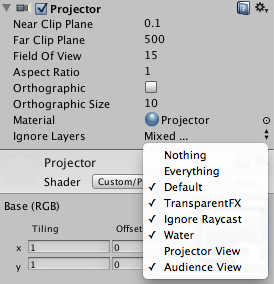 Projector
Near Clip Plane 0.1
Far Clip Plane 500
Field Of View 15
Aspect Ratio 1
Orthographic
Orthographic Size 10
Material Projector
Ignore Layers Mixed ...
Nothing
Everything
Default
TransparentFX
Ignore Raycast
Water
Projector View
Audience View
Projector
Shader Custom/P
Base (RGB)
Tiling Offset
x 1 0
y 1 0